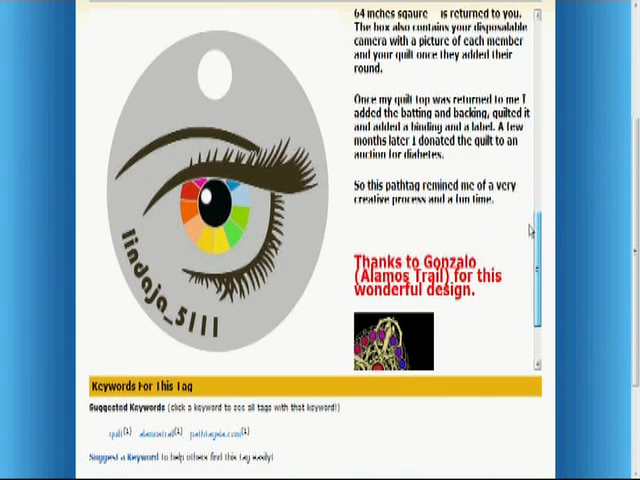 64 inches sqaure is returned to you.
The box also contains your disposalable
camera with a picture of each member
and your quilt once they added their
round.
Once my quilt top was returned to me I
added the batting and backing, quilted it
and added a binding and a label. A few
months later I donated the quilt to an
auction for diabetes.
So this pathtag remined me of a very
creative process and a fun time.
Thanks to Gonzalo
(Alamos Trail) for this
wonderful design.
lindaja_5111
Keywords For This Tag
Suggested Keywords (click a keyword to see all tags with that keyword!)
quilt(1) (1) (1)
Suggest a Keyword to help others find this tag easily!